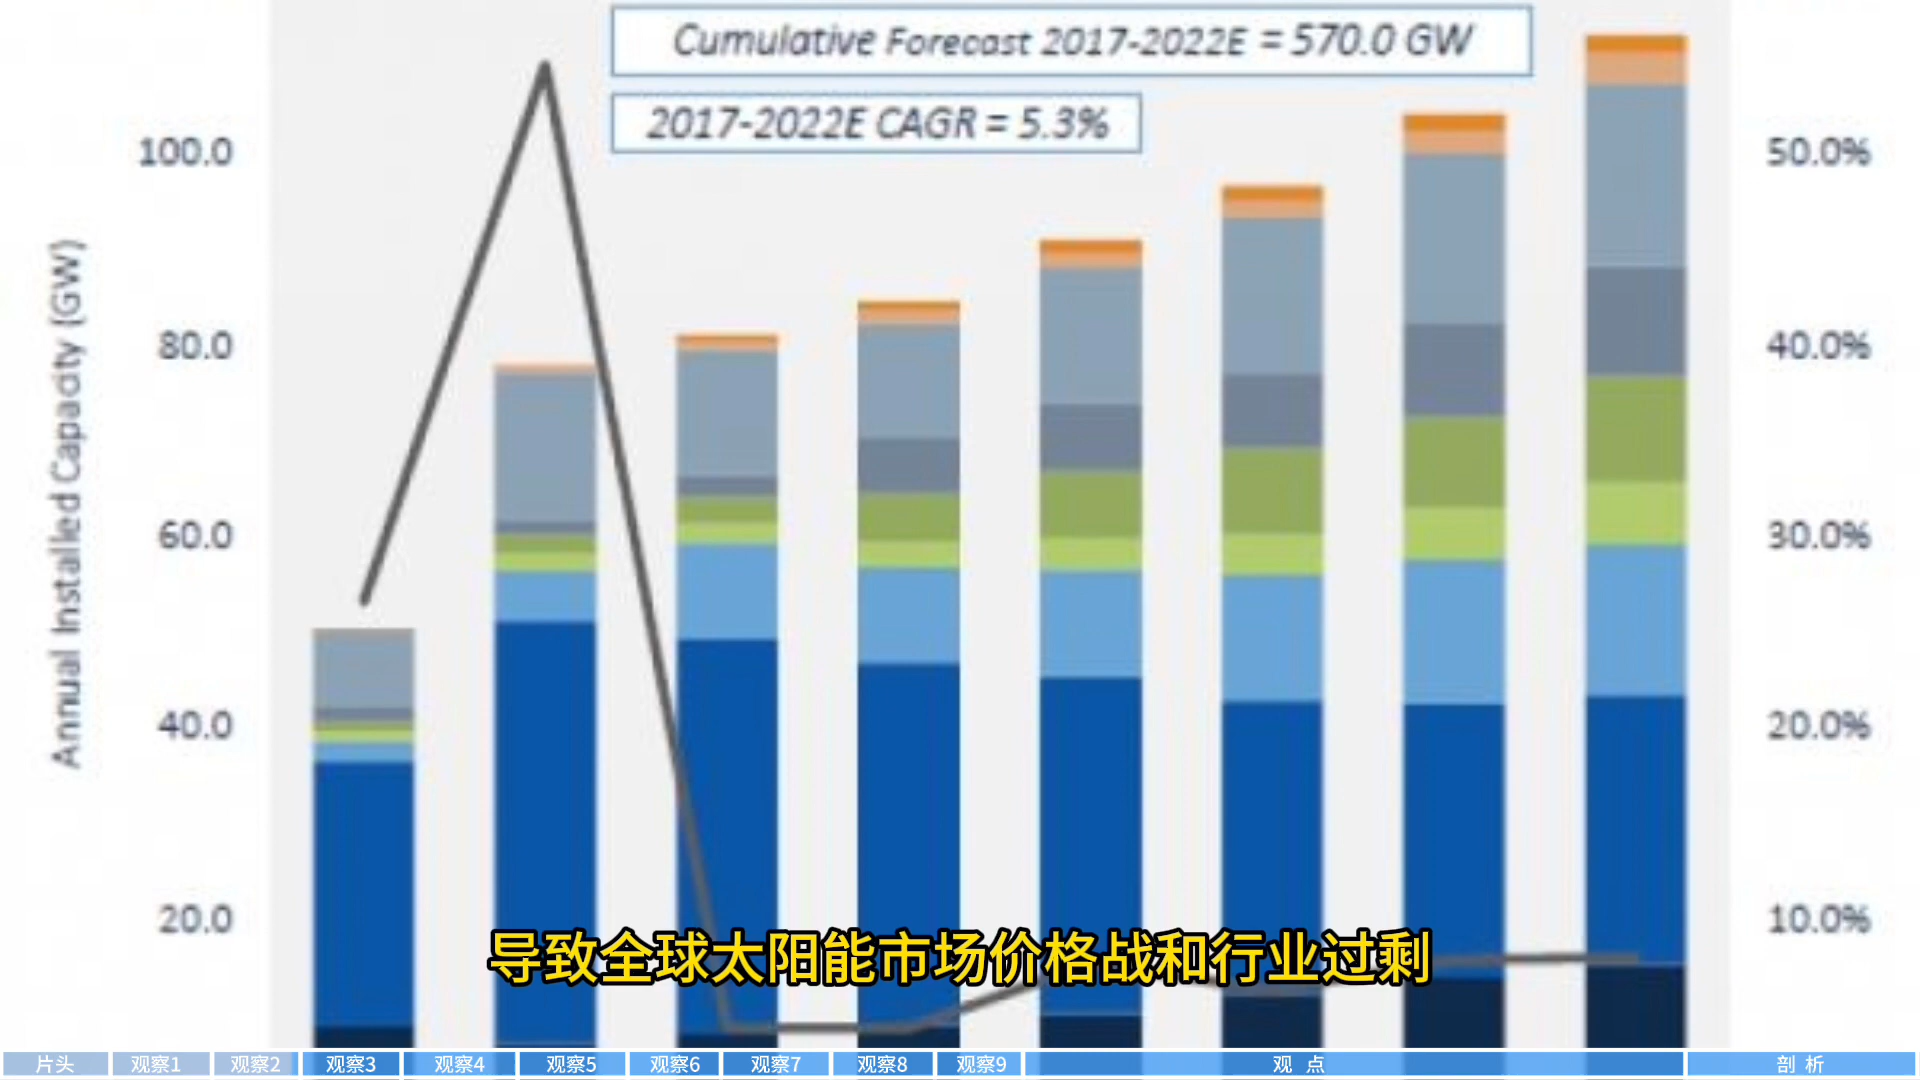 Cumulative Forecast 2017-2022E = 570.0 GW
2017-2022E CAGR = 5.3%
100.0
80.0
60.0
40.0
20.0
Annual Installed Capacity (GW)
50.0%
40.0%
30.0%
20.0%
10.0%
导致全球太阳能市场价格战和行业过剩
片头 观察1 观察2 观察3 观察4 观察5 观察6 观察7 观察8 观察9 观 点 剖 析